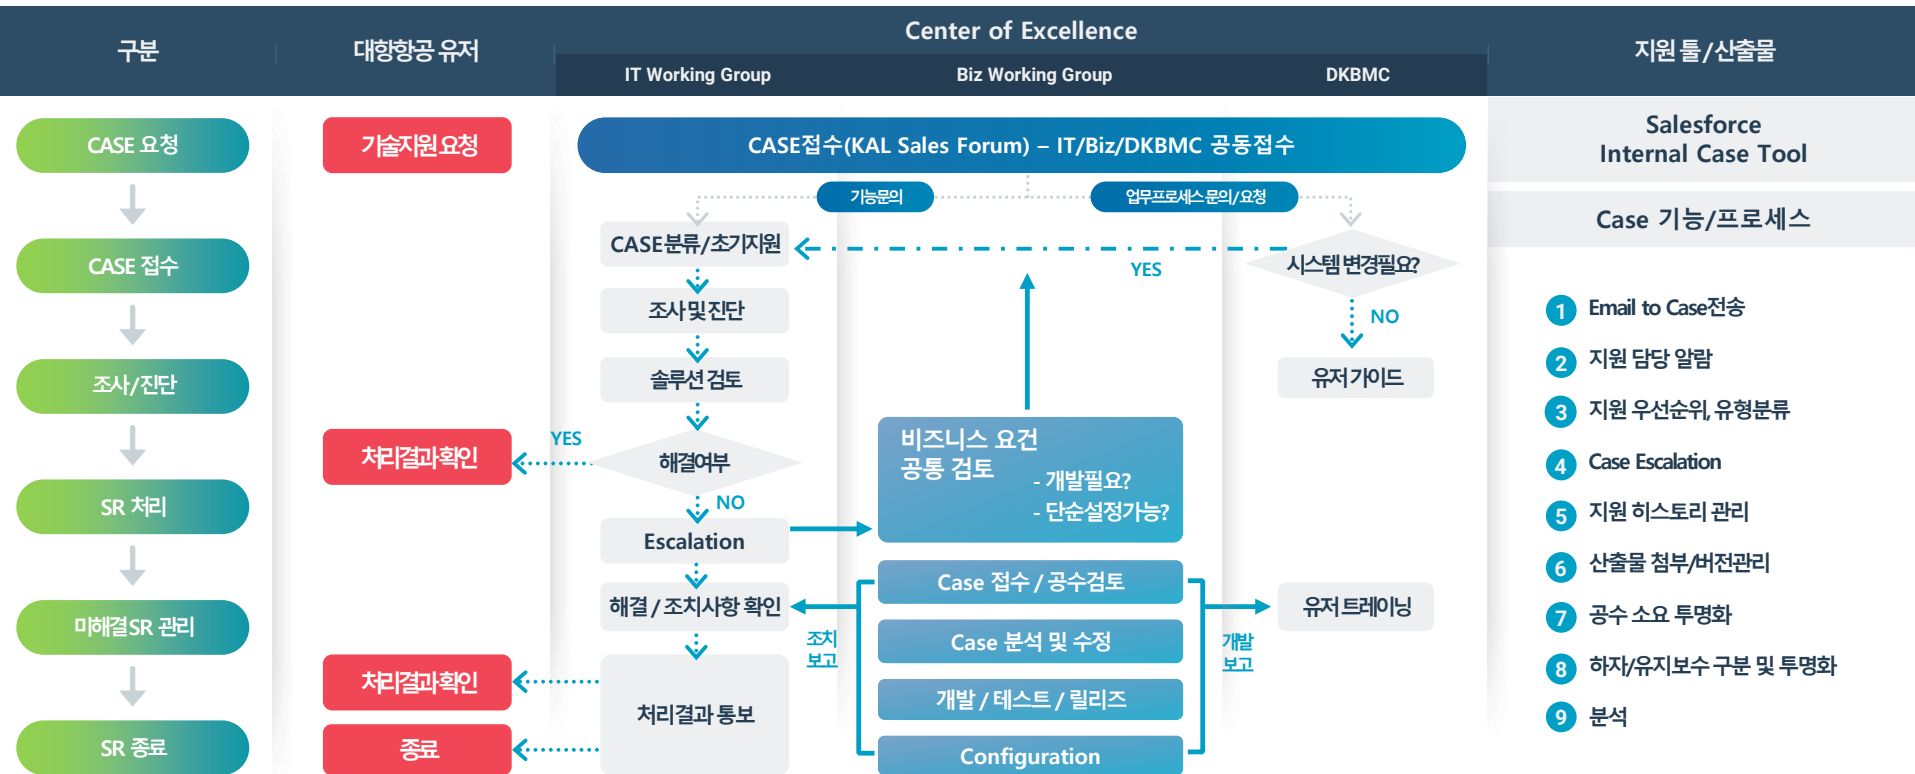 구분
대항항공 유저
Center of Excellence
IT Working Group
Biz Working Group
DKBMC
지원 툴/산출물
CASE 요청
CASE 접수
조사/진단
SR 처리
미해결SR 관리
SR 종료
기술지원요청
처리결과확인
처리결과확인
종료
CASE접수(KAL Sales Forum) – IT/Biz/DKBMC 공동접수
기능문의
업무프로세스문의/요청
CASE분류/초기지원
YES
시스템변경필요?
조사및진단
NO
솔루션검토
유저가이드
YES
해결여부
NO
비즈니스 요건
공통 검토
- 개발필요?
- 단순설정가능?
Escalation
해결/조치사항 확인
조치
보고
Case 접수 / 공수검토
Case 분석 및 수정
개발 / 테스트 / 릴리즈
Configuration
개발
보고
유저트레이닝
처리결과통보
Salesforce
Internal Case Tool
Case 기능/프로세스
1 Email to Case전송
2 지원 담당 알람
3 지원 우선순위, 유형분류
4 Case Escalation
5 지원 히스토리 관리
6 산출물 첨부/버전관리
7 공수 소요 투명화
8 하자/유지보수 구분 및 투명화
9 분석